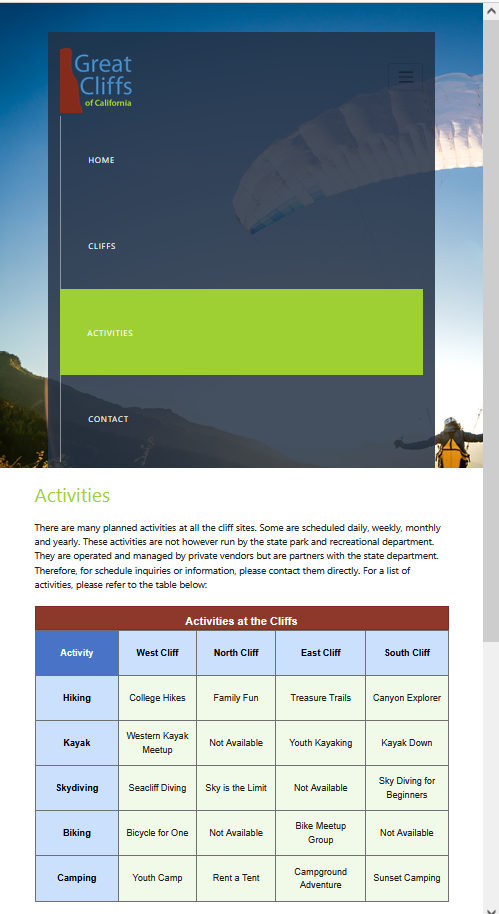 Great
Cliffs
of California
HOME
CLIFFS
ACTIVITIES
CONTACT
Activities
There are many planned activities at all the cliff sites. Some are scheduled daily, weekly, monthly
and yearly. These activities are not however run by the state park and recreational department.
They are operated and managed by private vendors but are partners with the state department.
Therefore, for schedule inquiries or information, please contact them directly. For a list of
activities, please refer to the table below:
Activities at the Cliffs
Activity West Cliff North Cliff East Cliff South Cliff
Hiking College Hikes Family Fun Treasure Trails Canyon Explorer
Kayak Western Kayak Meetup Not Available Youth Kayaking Kayak Down
Skydiving Seacliff Diving Sky is the Limit Not Available Sky Diving for Beginners
Biking Bicycle for One Not Available Bike Meetup Group Not Available
Camping Youth Camp Rent a Tent Campground Adventure Sunset Camping